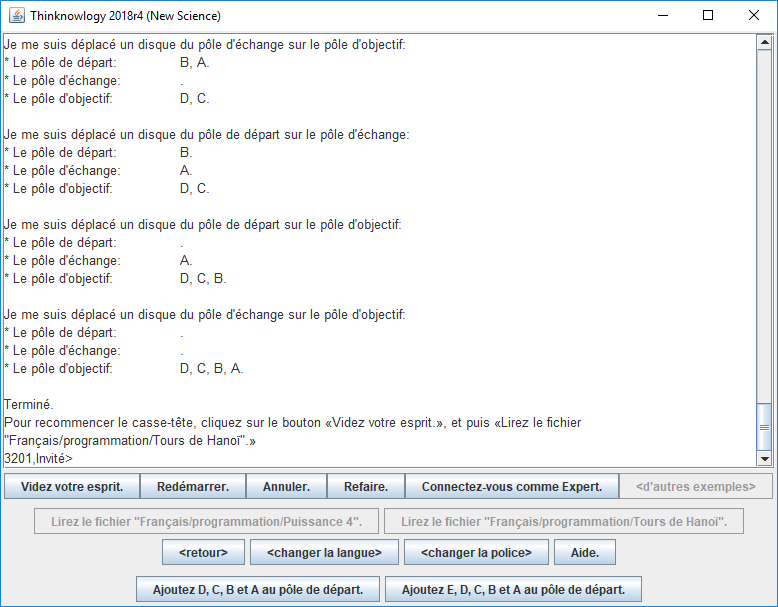 Thinknowlogy 2018r4 (New Science)
Je me suis déplacé un disque du pôle d'échange sur le pôle d'objectif:
* Le pôle de départ: B, A.
* Le pôle d'échange: .
* Le pôle d'objectif: D, C.
Je me suis déplacé un disque du pôle de départ sur le pôle d'échange:
* Le pôle de départ: B.
* Le pôle d'échange: A.
* Le pôle d'objectif: D, C.
Je me suis déplacé un disque du pôle de départ sur le pôle d'objectif:
* Le pôle de départ: .
* Le pôle d'échange: A.
* Le pôle d'objectif: D, C, B.
Je me suis déplacé un disque du pôle d'échange sur le pôle d'objectif:
* Le pôle de départ: .
* Le pôle d'échange: .
* Le pôle d'objectif: D, C, B, A.
Terminé.
Pour recommencer le casse-tête, cliquez sur le bouton «Videz votre esprit.», et puis «Lirez le fichier
"Français/programmation/Tours de Hanoï".»
3201,Invité>
Videz votre esprit. Redémarrer. Annuler. Refaire. Connectez-vous comme Expert. <d'autres exemples>
Lirez le fichier "Français/programmation/Puissance 4". Lirez le fichier "Français/programmation/Tours de Hanoï".
<retour> <changer la langue> <changer la police> Aide.
Ajoutez D, C, B et A au pôle de départ. Ajoutez E, D, C, B et A au pôle de départ.